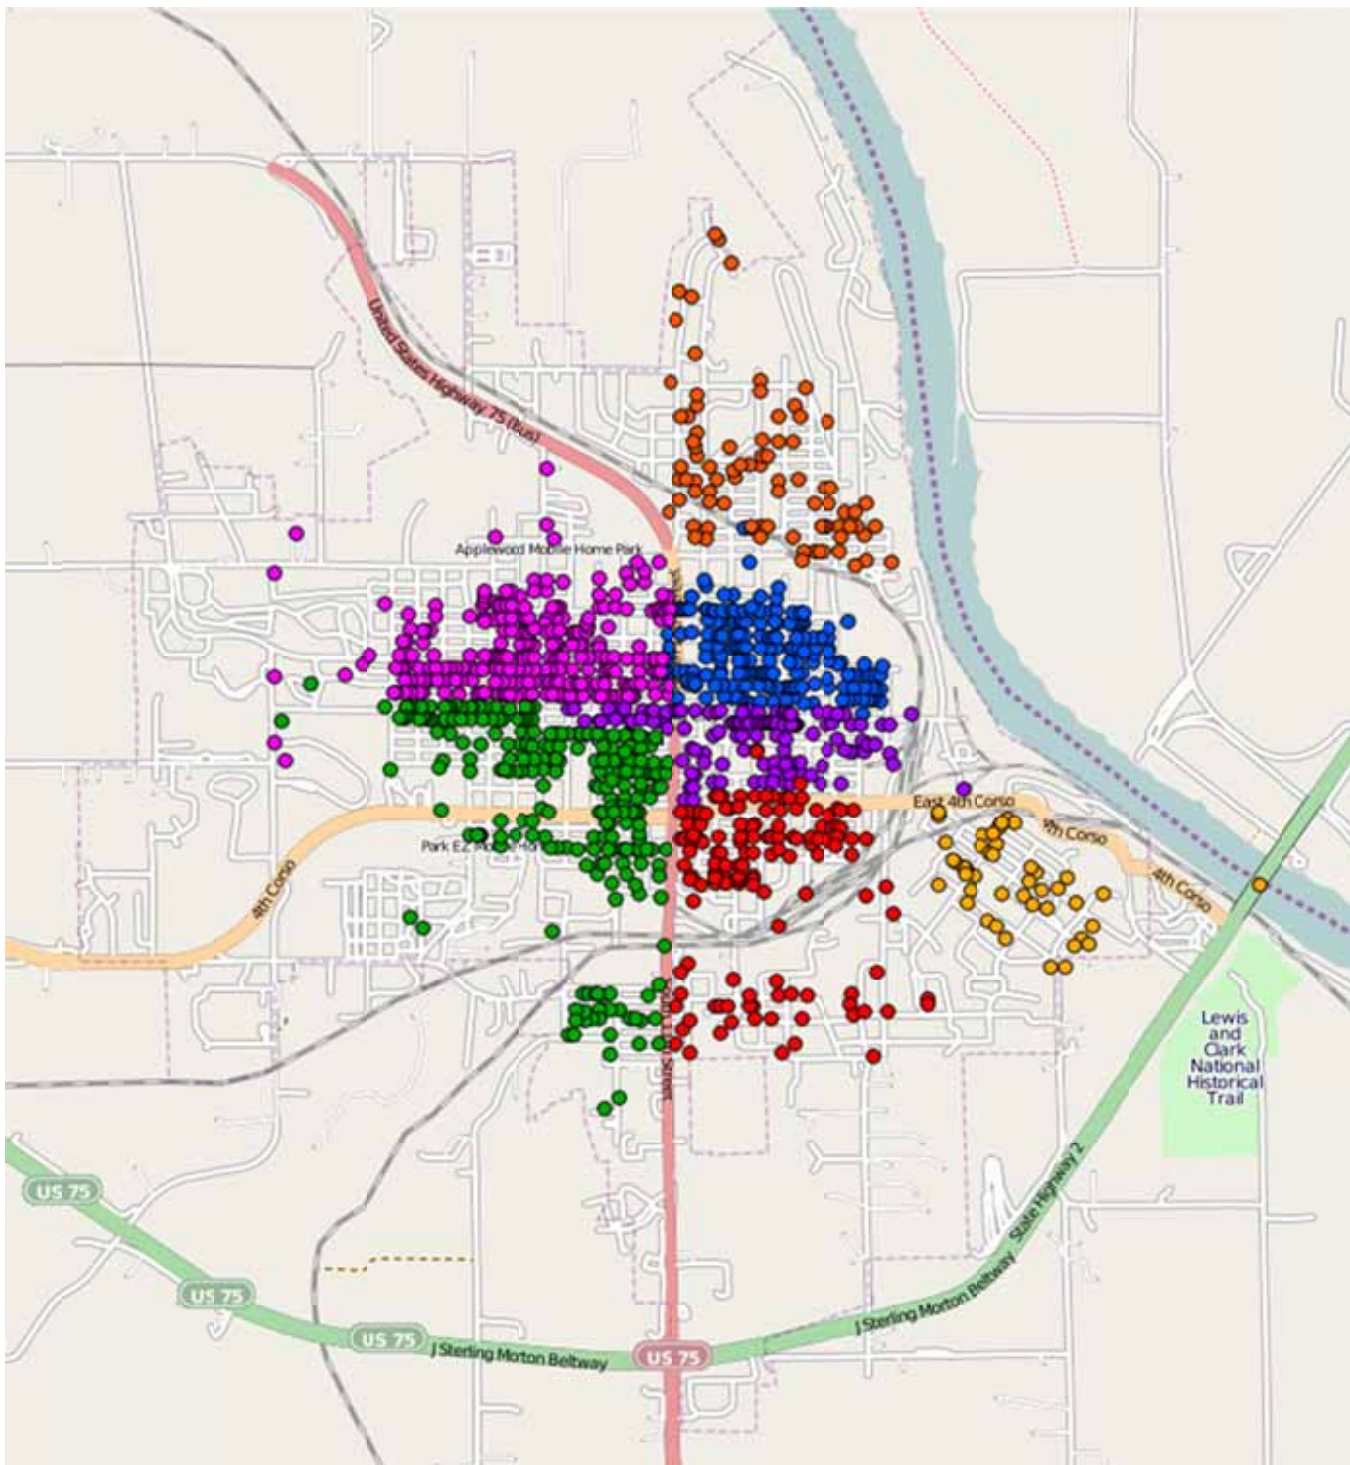 United States Highway 75 (Bus)
Applewood Mobile Home Park
East 4th Corso
4th Corso
4th Corso
4th Corso
Park EZ
Street
Lewis
and
Clark
National
Historical
Trail
State Highway 2
US 75
US 75
US 75
US 75
J Sterling Morton Beltway
J Sterling Morton Beltway